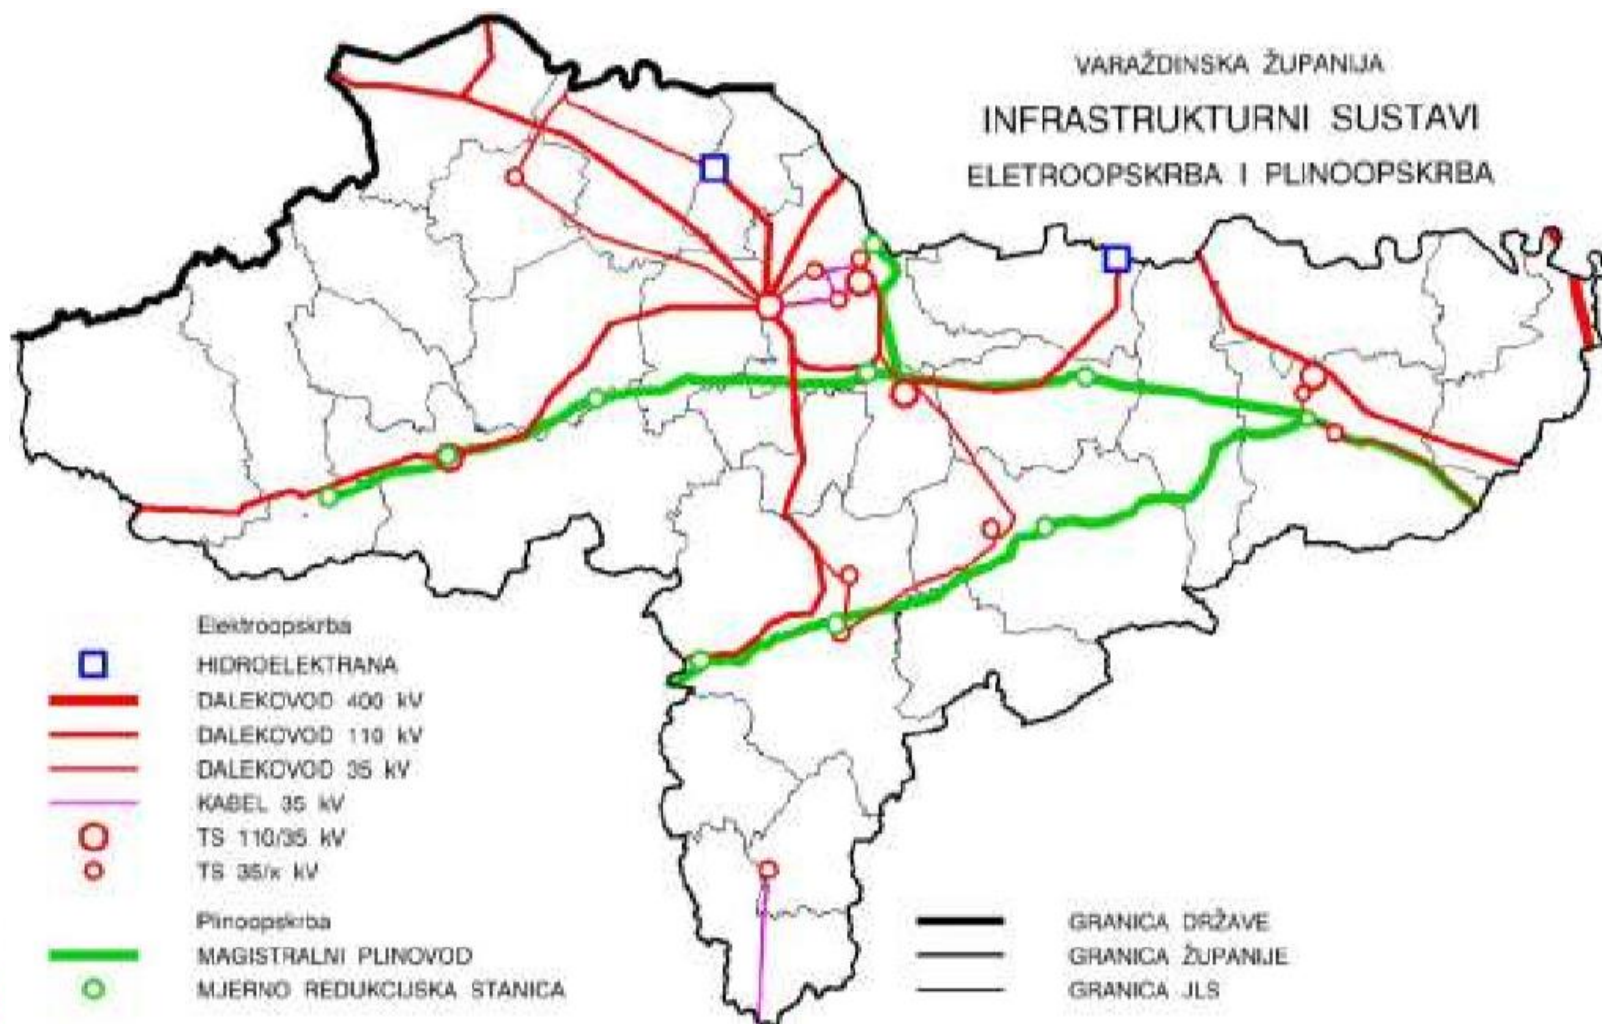 VARAŽDINSKA ŽUPANIJA
INFRASTRUKTURNI SUSTAVI
ELETROOPSKRBA I PLINOOPSKRBA
Elektroopskrba
HIDROELEKTRANA
DALEKOVOD 400 kV
DALEKOVOD 110 kV
DALEKOVOD 35 kV
KABEL 35 kV
TS 110/35 kV
TS 35/x kV
Plinoopskrba
MAGISTRALNI PLINOVOD
MJERNO REDUKCIJSKA STANICA
GRANICA DRŽAVE
GRANICA ŽUPANIJE
GRANICA JLS